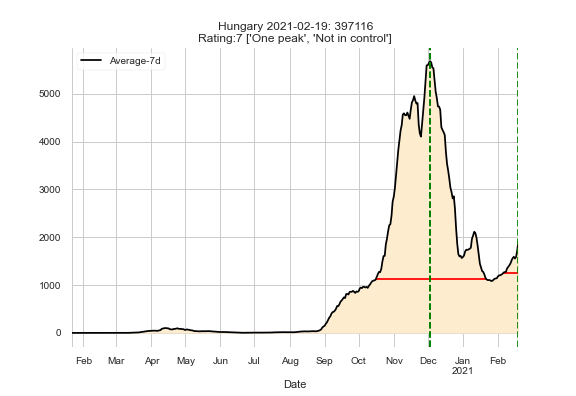 Hungary 2021-02-19: 397116
Rating:7 ['One peak', 'Not in control']
Average-7d
5000
4000
3000
2000
1000
0
Feb Mar Apr May Jun Jul Aug Sep Oct Nov Dec Jan Feb
2021
Date